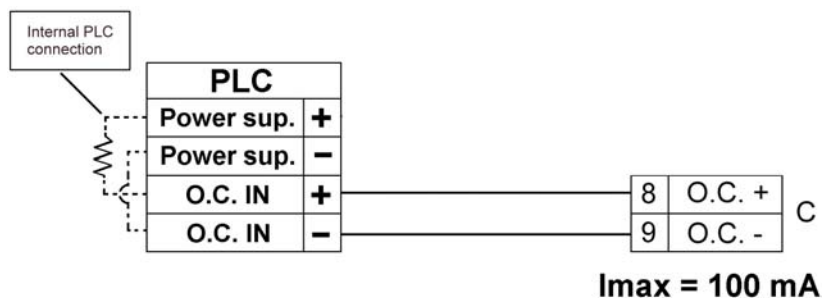 Internal PLC
connection
PLC
Power sup. +
Power sup. −
O.C. IN +
O.C. IN −
8 O.C. +
9 O.C. -
C
Imax = 100 mA